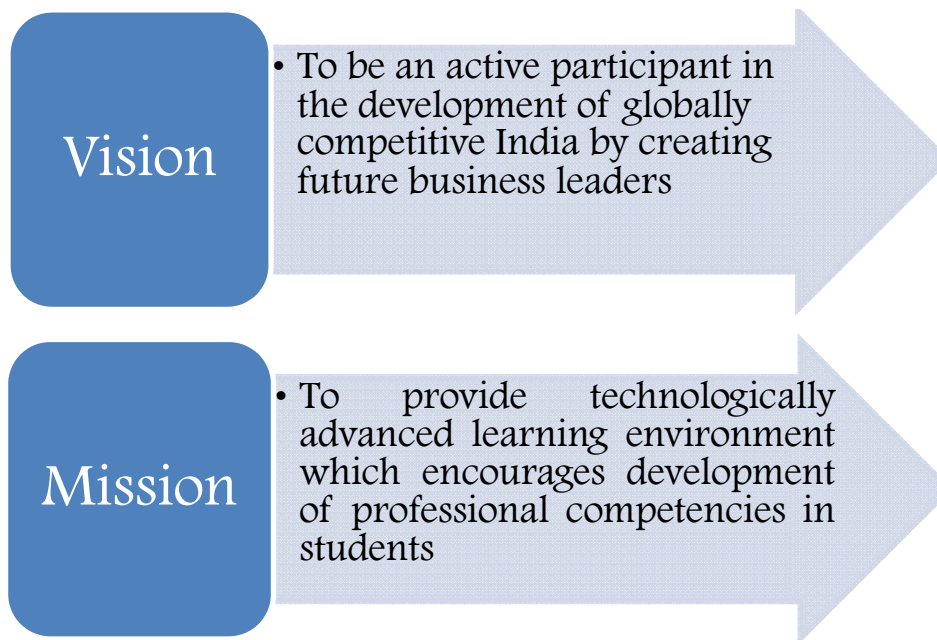 Vision
• To be an active participant in
the development of globally
competitive India by creating
future business leaders
Mission
• To provide technologically
advanced learning environment
which encourages development
of professional competencies in
students